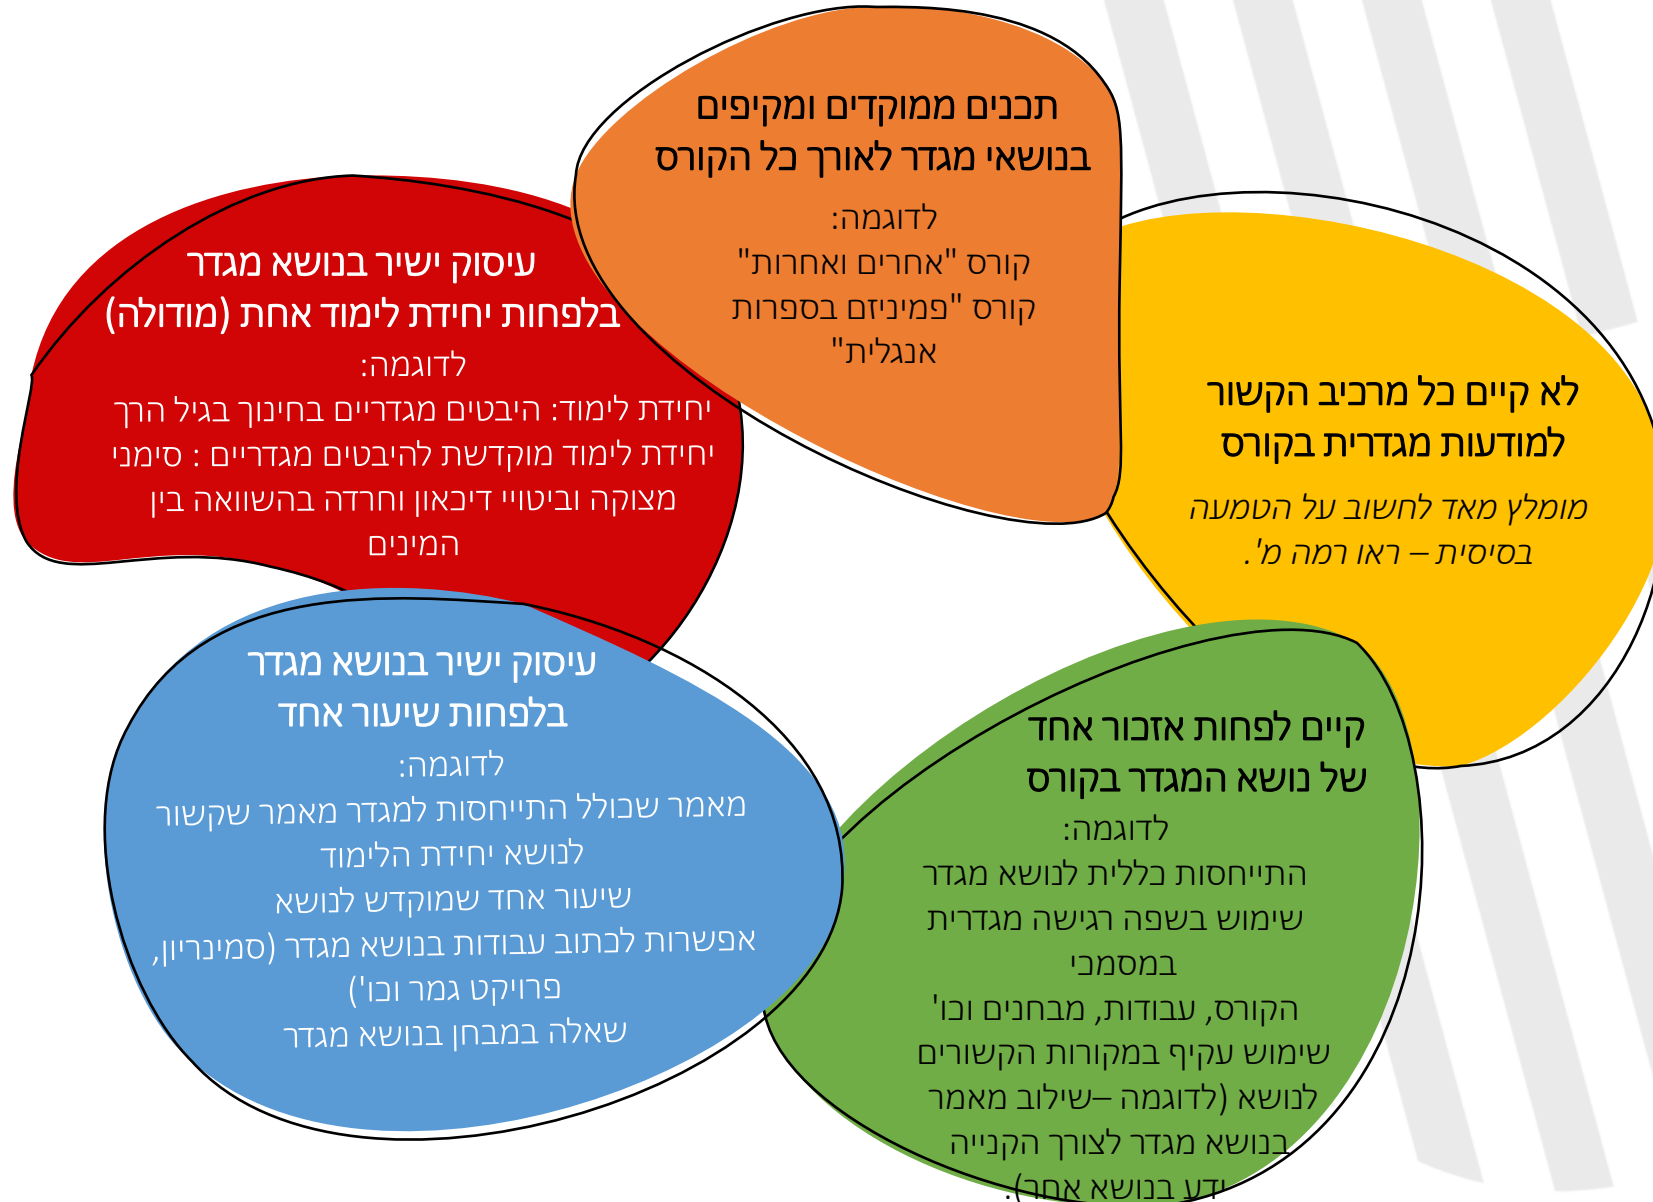 תכנים ממוקדים ומקיפים
בנושאי מגדר לאורך כל הקורס
לדוגמה:
קורס "אחרים ואחרות"
קורס "פמיניזם בספרות
אנגלית"
לא קיים כל מרכיב הקשור
למודעות מגדרית בקורס
מומלץ מאד לחשוב על הטמעה
בסיסית – ראו רמה מ'.
קיים לפחות אזכור אחד
של נושא המגדר בקורס
לדוגמה:
התייחסות כללית לנושא מגדר
שימוש בשפה רגישה מגדרית
במסמכי
הקורס, עבודות, מבחנים וכו'
שימוש עקיף במקורות הקשורים
לנושא (לדוגמה –שילוב מאמר
בנושא מגדר לצורך הקנייה
ידע בנושא אחר).
עיסוק ישיר בנושא מגדר
בלפחות שיעור אחד
לדוגמה:
מאמר שכולל התייחסות למגדר מאמר שקשור
לנושא יחידת הלימוד
שיעור אחד שמוקדש לנושא
אפשרות לכתוב עבודות בנושא מגדר (סמינריון,
פרויקט גמר וכו')
שאלה במבחן בנושא מגדר
עיסוק ישיר בנושא מגדר
בלפחות יחידת לימוד אחת (מודולה)
לדוגמה:
יחידת לימוד: היבטים מגדריים בחינוך בגיל הרך
יחידת לימוד מוקדשת להיבטים מגדריים : סימני
מצוקה וביטויי דיכאון וחרדה בהשוואה בין
המינים